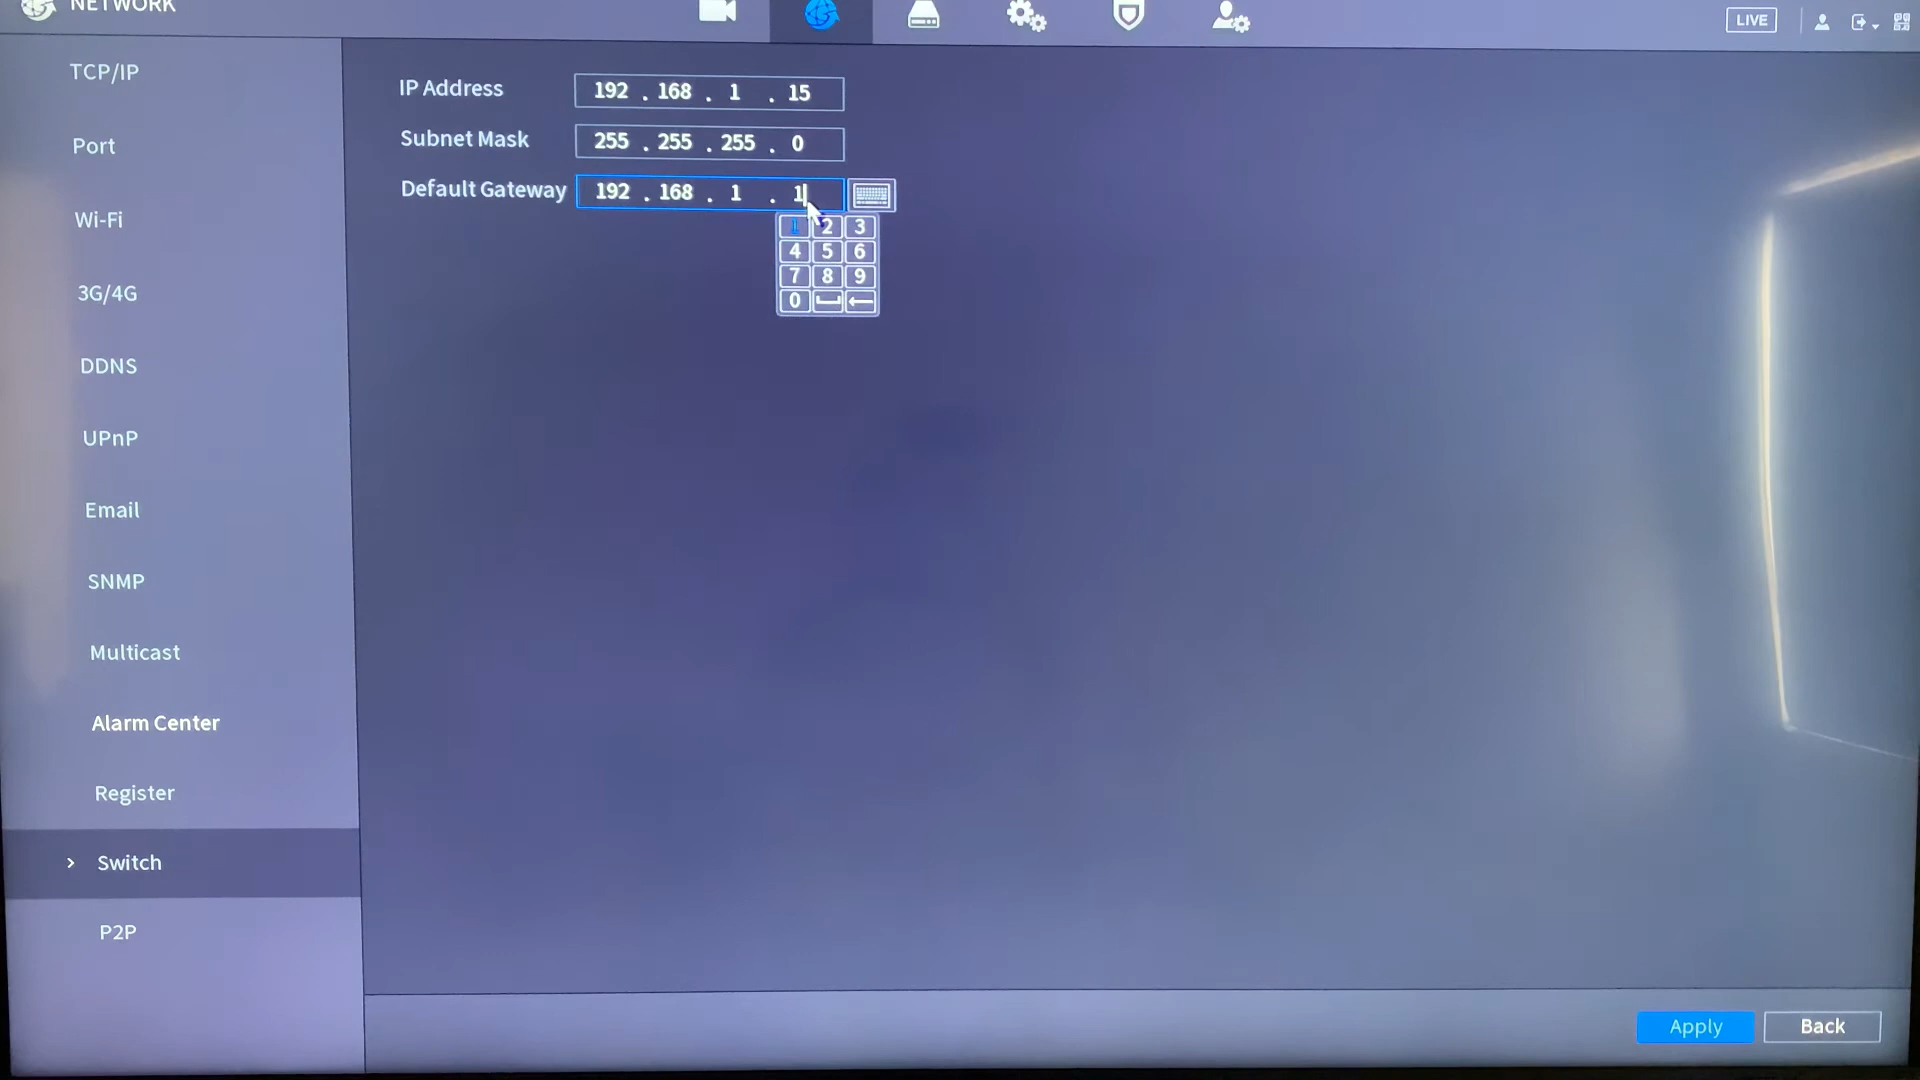 NETWORK
LIVE
TCP/IP
Port
Wi-Fi
3G/4G
DDNS
UPnP
Email
SNMP
Multicast
Alarm Center
Register
> Switch
P2P
IP Address 192 . 168 . 1 . 15
Subnet Mask 255 . 255 . 255 . 0
Default Gateway 192 . 168 . 1 . 1
1 2 3
4 5 6
7 8 9
0
Apply Back